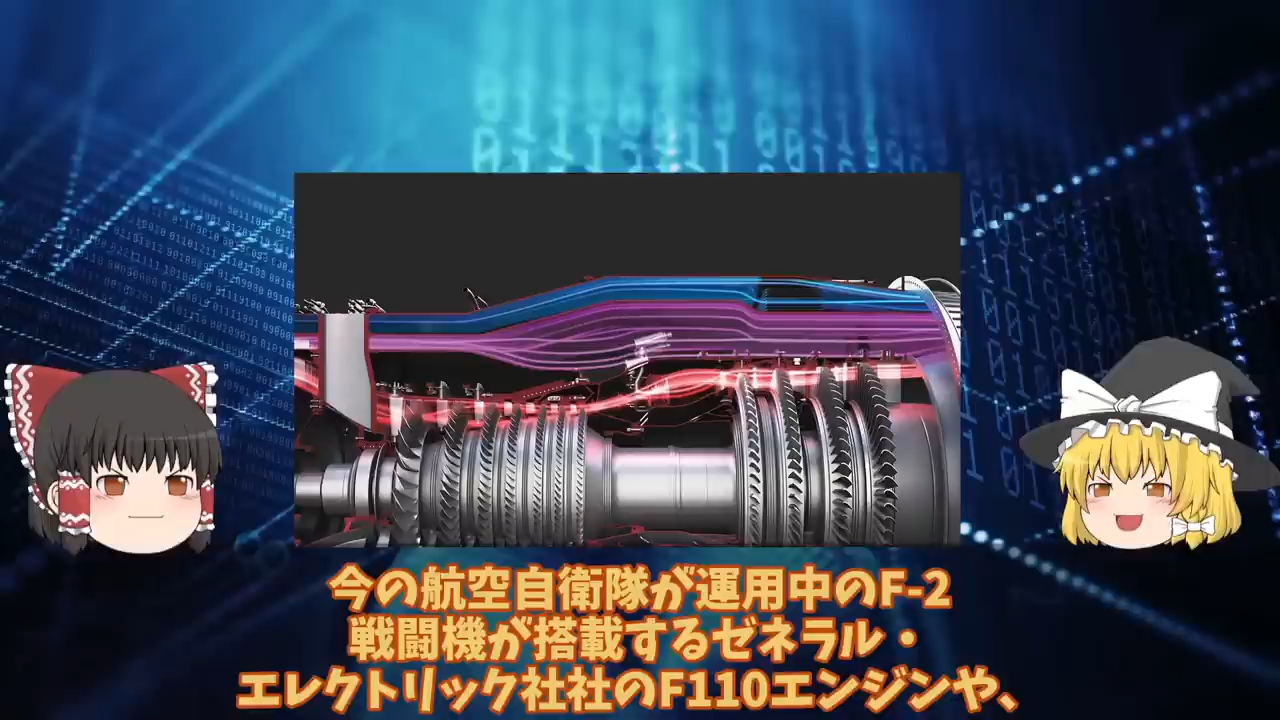 今の航空自衛隊が運用中のF-2
戦闘機が搭載するゼネラル・
エレクトリック社社のF110エンジンや、